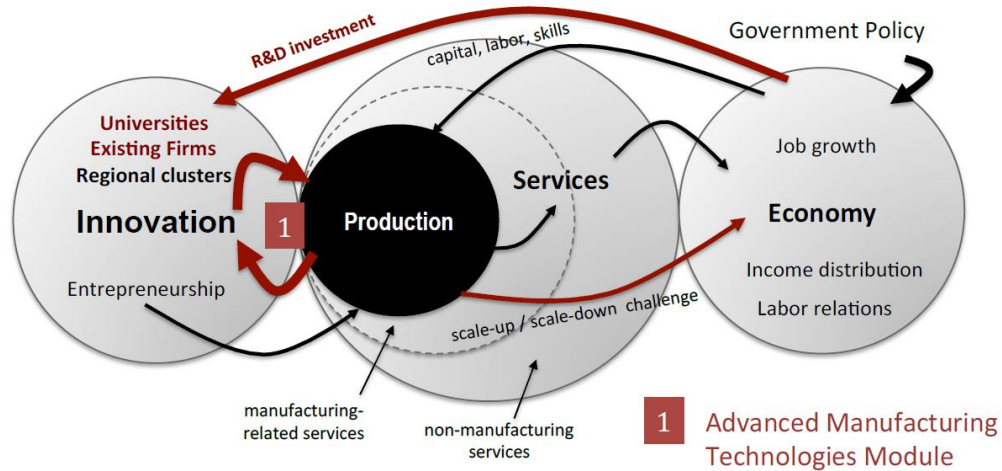 Government Policy
R&D investment
capital, labor, skills
Universities
Existing Firms
Regional clusters
Innovation
Entrepreneurship
1
Production
Services
scale-up / scale-down challenge
Job growth
Economy
Income distribution
Labor relations
manufacturing-
related services
non-manufacturing
services
1
Advanced Manufacturing
Technologies Module